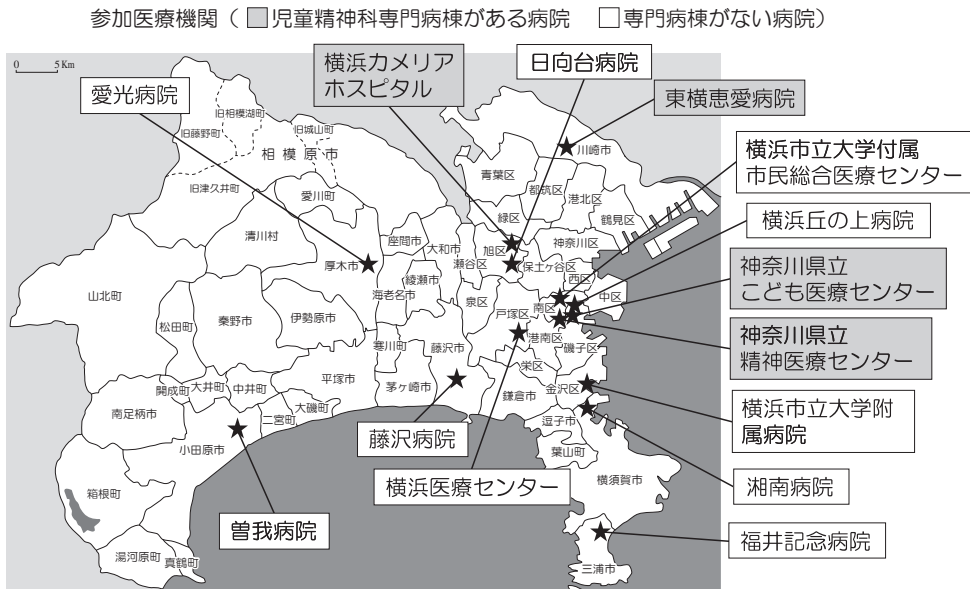 参加医療機関（ 児童精神科専門病棟がある病院 専門病棟がない病院）
0 5Km
横浜カメリア
ホスピタル
日向台病院
愛光病院
東横恵愛病院
横浜市立大学付属
市民総合医療センター
横浜丘の上病院
神奈川県立
こども医療センター
神奈川県立
精神医療センター
横浜市立大学附
属病院
湘南病院
福井記念病院
藤沢病院
横浜医療センター
曽我病院
旧相模湖町
旧藤野町
旧城山町
相模原市
旧津久井町
愛川町
清川村
厚木市
座間市
大和市
瀬谷区
海老名市
綾瀬市
山北町
松田町
秦野市
伊勢原市
寒川町
藤沢市
茅ヶ崎市
平塚市
開成町
大井町
中井町
大磯町
二宮町
南足柄市
小田原市
箱根町
湯河原町
真鶴町
川崎市
青葉区
都筑区
港北区
鶴見区
緑区
旭区
神奈川区
保土ヶ谷区
西区
中区
泉区
戸塚区
南区
港南区
磯子区
栄区
金沢区
鎌倉市
逗子市
葉山町
横須賀市
三浦市